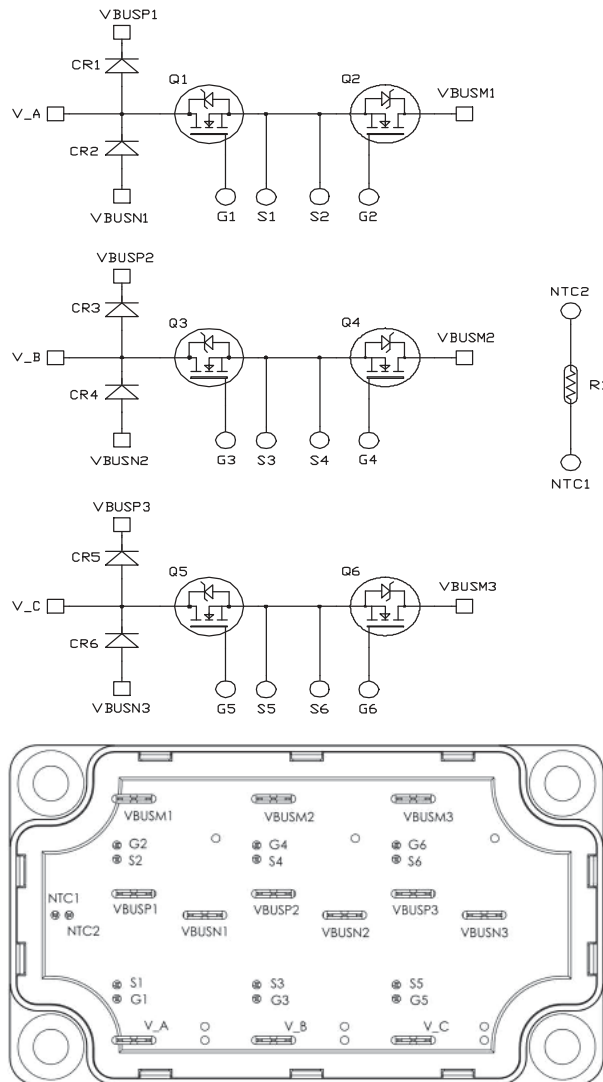 VBUSP1
CR1
Q1
Q2
VBUSM1
V_A
CR2
G1 S1 S2 G2
VBUSN1
VBUSP2
NTC2
CR3
Q3
Q4
VBUSM2
V_B
CR4
G3 S3 S4 G4
VBUSN2
NTC1
VBUSP3
CR5
Q5
Q6
VBUSM3
V_C
CR6
G5 S5 S6 G6
VBUSN3
VBUSM1 VBUSM2 VBUSM3
G2 G4 G6
S2 S4 S6
NTC1
VBUSP1 VBUSP2 VBUSP3
NTC2
VBUSN1 VBUSN2 VBUSN3
S1 S3 S5
G1 G3 G5
V_A V_B V_C